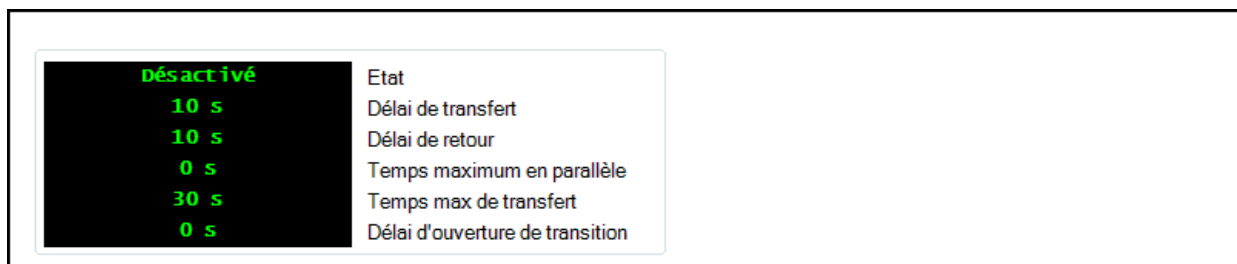 Désactivé Etat
10 s Délai de transfert
10 s Délai de retour
0 s Temps maximum en parallèle
30 s Temps max de transfert
0 s Délai d'ouverture de transition